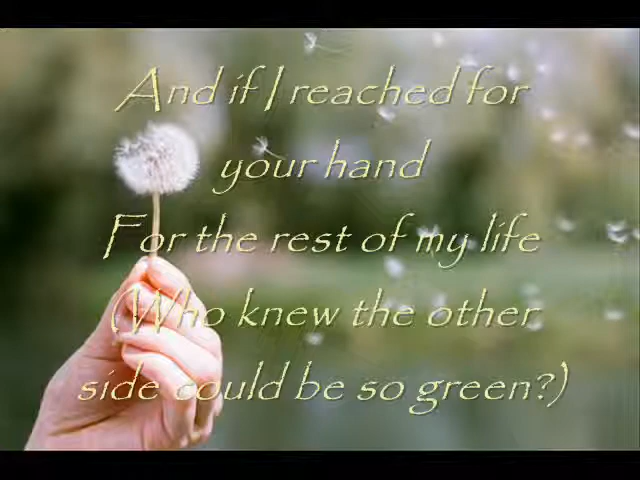 And if I reached for
your hand
For the rest of my life
(Who knew the other
side could be so green?)